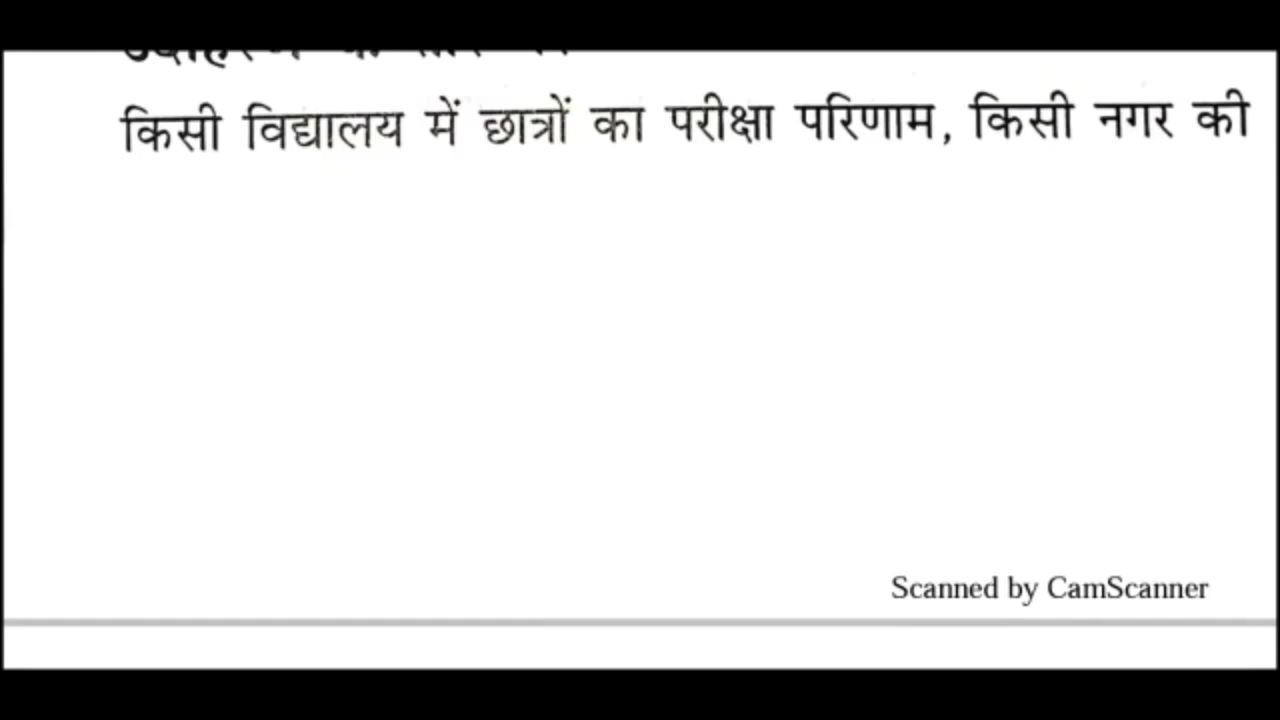 किसी विद्यालय में छात्रों का परीक्षा परिणाम, किसी नगर की
Scanned by CamScanner